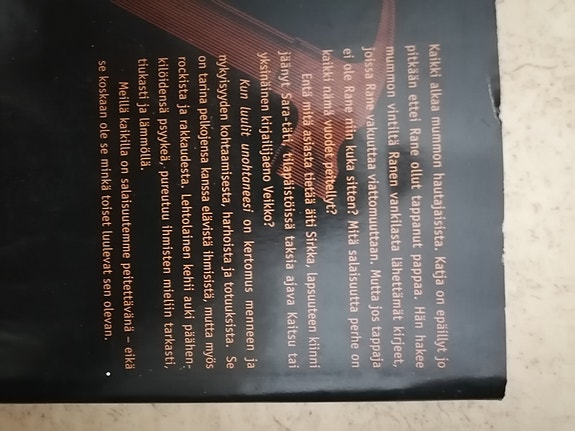 Kaikki alkaa mummon hautajaisista. Katja on epäillyt jo
pitkään ettei Rane ollut tappanut pappaa. Hän hakee
mummon vintiltä Ranen vankilasta lähettämät kirjeet,
joissa Rane vakuuttaa viattomuuttaan. Mutta jos tappaja
ei ole Rane niin kuka sitten? Mitä salaisuutta perhe on
kaikki nämä vuodet peitellyt?
Entä mitä asiasta tietää äiti Sirkka, lapsuuteen kiinni
jäänyt Sara-täti, tilapäistöissä taksia ajava Kaitsu tai
yksinäinen kirjailijaeno Veikko?
Kun luulit unohtaneesi on kertomus menneen ja
nykyisyyden kohtaamisesta, harhoista ja totuuksista. Se
on tarina pelkojensa kanssa elävistä ihmisistä, mutta myös
rockista ja rakkaudesta. Lehtolainen kehii auki päähen-
kilöidensä psyykeä, pureutuu ihmisten mieliin tarkasti,
tiukasti ja lämmöllä.
Meillä kaikilla on salaisuutemme peitettävänä – eikä
se koskaan ole se minkä toiset luulevat sen olevan.